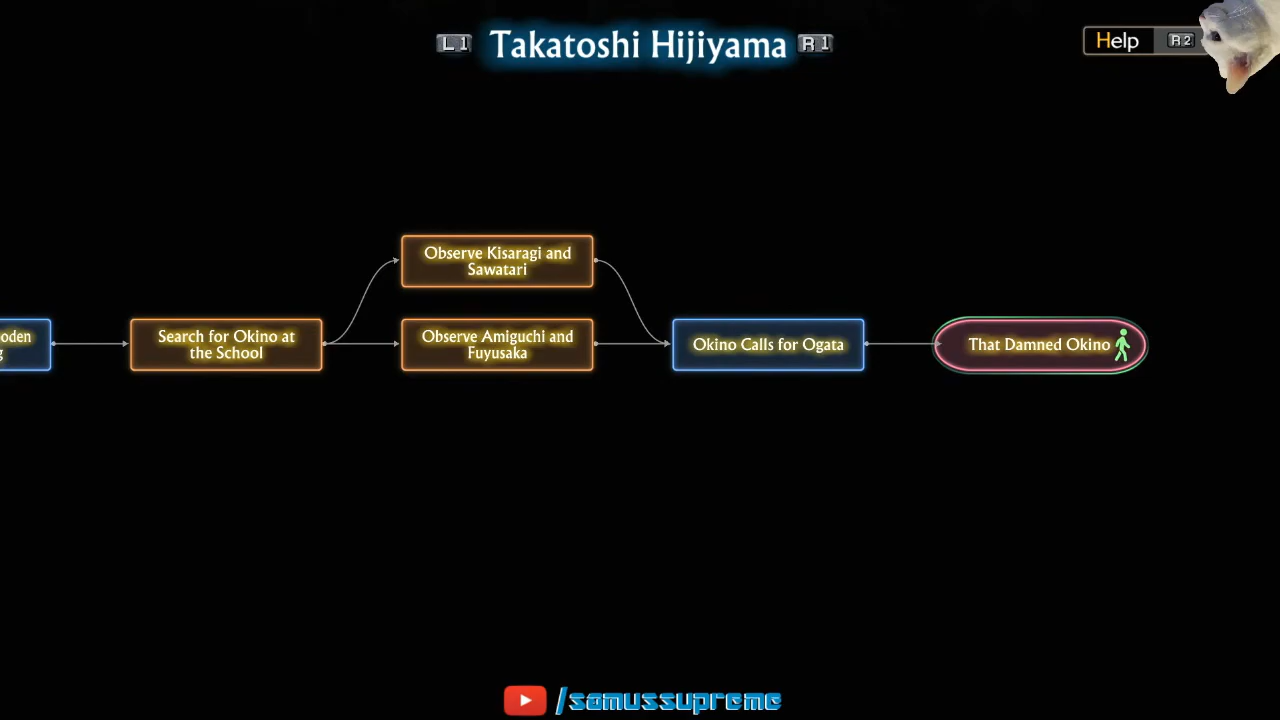 L1 Takatoshi Hijiyama R1
Help R2
Observe Kisaragi and
Sawatari
oden
g
Search for Okino at
the School
Observe Amiguchi and
Fuyusaka
Okino Calls for Ogata
That Damned Okino
/samussupreme